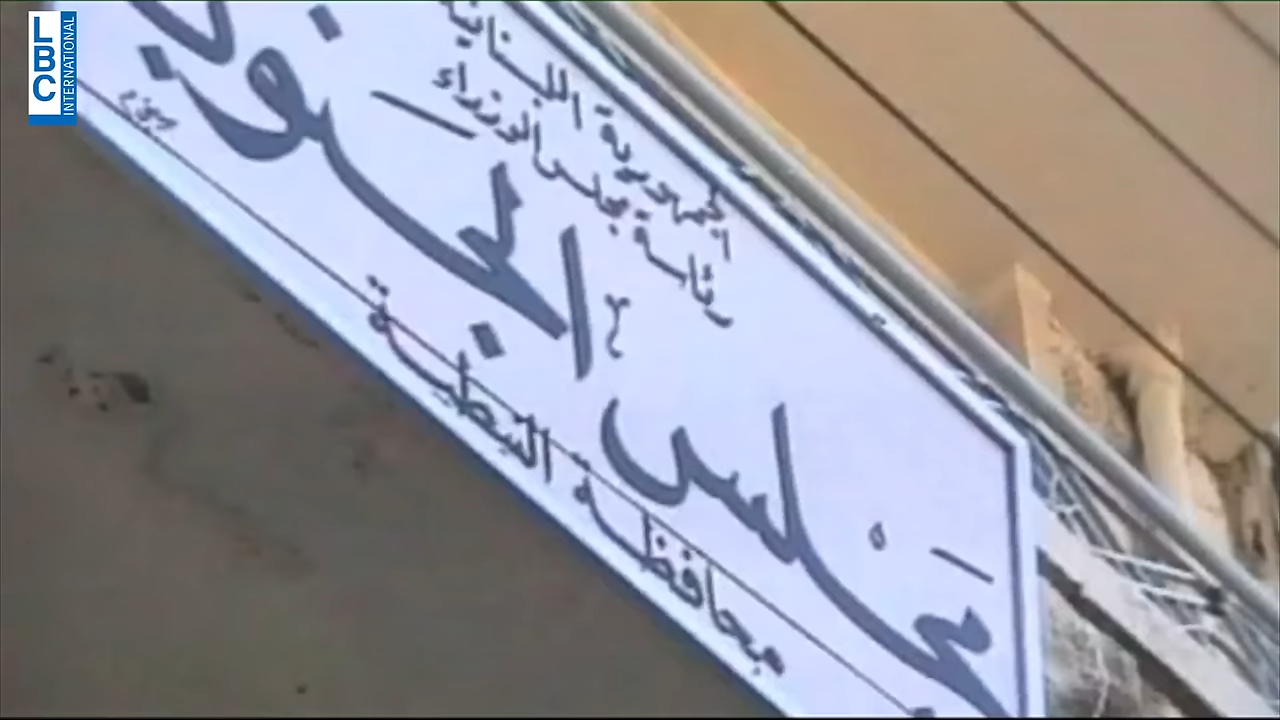 LBC
INTERNATIONAL
الجمهورية اللبنانية
رئاسة مجلس الوزراء
مجلس الجنوب
محافظة النبطية